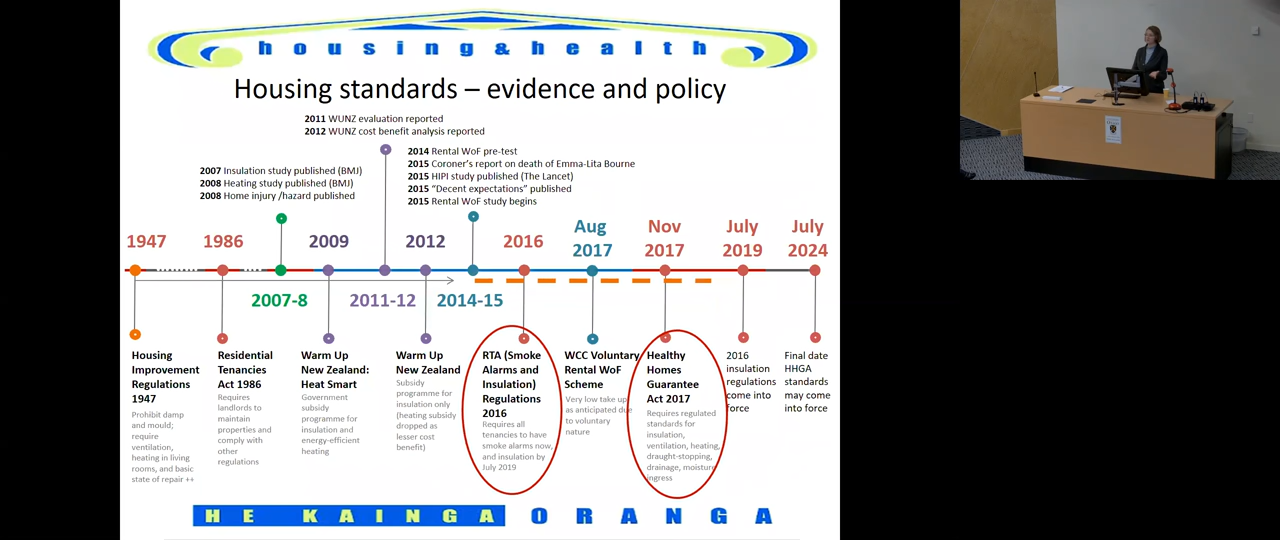 housing&health
Housing standards – evidence and policy
2011 WUNZ evaluation reported
2012 WUNZ cost benefit analysis reported
2014 Rental WoF pre-test
2015 Coroner's report on death of Emma-Lita Bourne
2015 HIPI study published (The Lancet)
2015 "Decent expectations" published
2015 Rental WoF study begins
2007 Insulation study published (BMJ)
2008 Heating study published (BMJ)
2008 Home injury /hazard published
1947
1986
2009
2012
2016
Aug
2017
Nov
2017
July
2019
July
2024
2007-8
2011-12
2014-15
Housing
Improvement
Regulations
1947
Prohibit damp
and mould;
require
ventilation,
heating in living
rooms, and basic
state of repair ++
Residential
Tenancies
Act 1986
Requires
landlords to
maintain
properties and
comply with
other
regulations
Warm Up
New Zealand:
Heat Smart
Government
subsidy
programme for
insulation and
energy-efficient
heating
Warm Up
New Zealand
Subsidy
programme for
insulation only
(heating subsidy
dropped as
lesser cost
benefit)
RTA (Smoke
Alarms and
Insulation)
Regulations
2016
Requires all
tenancies to have
smoke alarms now,
and insulation by
July 2019
WCC Voluntary
Rental WoF
Scheme
Very low take up
as anticipated due
to voluntary
nature
Healthy
Homes
Guarantee
Act 2017
Requires regulated
standards for
insulation,
ventilation, heating,
draught-stopping,
drainage, moisture
ingress
2016
insulation
regulations
come into
force
Final date
HHGA
standards
may come
into force
HE KAINGA ORANGA